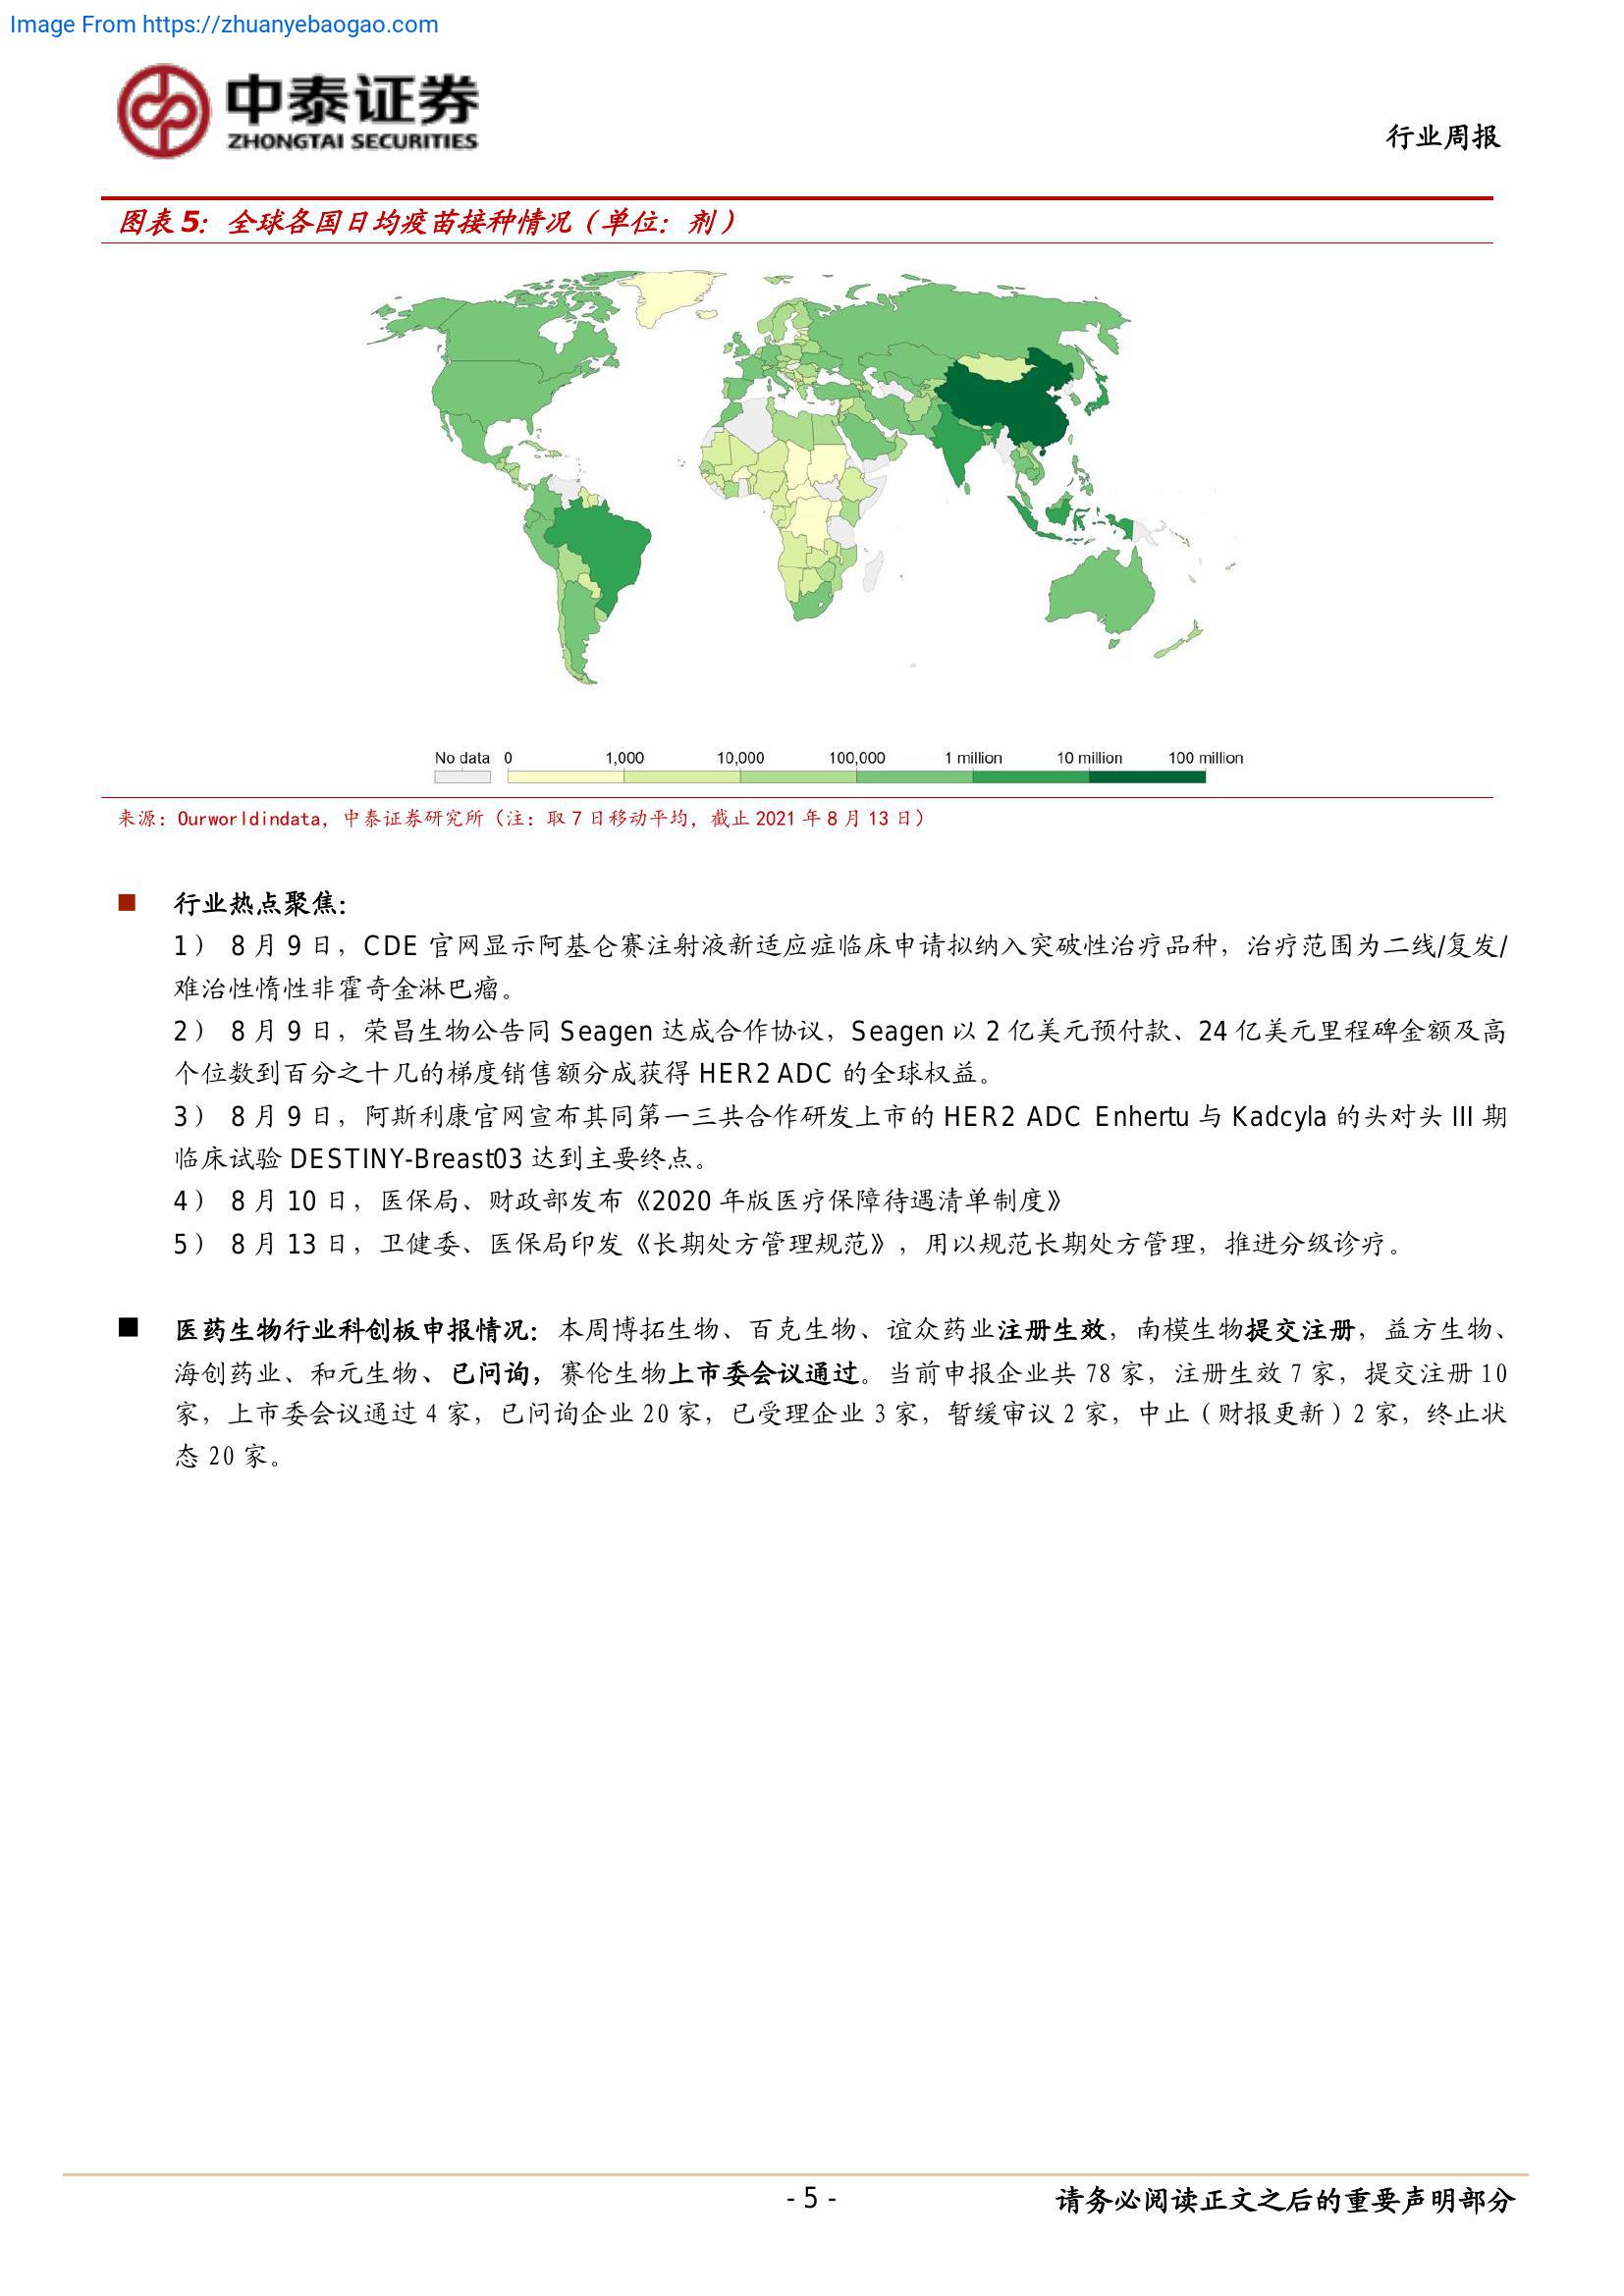 Image From https://zhuanyebaogao.com
中泰证券
ZHONGTAI SECURITIES
行业周报
图表 5：全球各国日均疫苗接种情况（单位：剂）
No data 0 1,000 10,000 100,000 1 million 10 million 100 million
来源：Ourworldindata，中泰证券研究所（注：取 7 日移动平均，截止 2021 年 8 月 13 日）
■ 行业热点聚焦：
1） 8 月 9 日，CDE 官网显示阿基仑赛注射液新适应症临床申请拟纳入突破性治疗品种，治疗范围为二线/复发/
难治性惰性非霍奇金淋巴瘤。
2） 8 月 9 日，荣昌生物公告同 Seagen 达成合作协议，Seagen 以 2 亿美元预付款、24 亿美元里程碑金额及高
个位数到百分之十几的梯度销售额分成获得 HER2 ADC 的全球权益。
3） 8 月 9 日，阿斯利康官网宣布其同第一三共合作研发上市的 HER2 ADC Enhertu 与 Kadcyla 的头对头 III 期
临床试验 DESTINY-Breast03 达到主要终点。
4） 8 月 10 日，医保局、财政部发布《2020 年版医疗保障待遇清单制度》
5） 8 月 13 日，卫健委、医保局印发《长期处方管理规范》，用以规范长期处方管理，推进分级诊疗。
■ 医药生物行业科创板申报情况：本周博拓生物、百克生物、谊众药业注册生效，南模生物提交注册，益方生物、
海创药业、和元生物、已问询，赛伦生物上市委会议通过。当前申报企业共 78 家，注册生效 7 家，提交注册 10
家，上市委会议通过 4 家，已问询企业 20 家，已受理企业 3 家，暂缓审议 2 家，中止（财报更新）2 家，终止状
态 20 家。
- 5 -
请务必阅读正文之后的重要声明部分